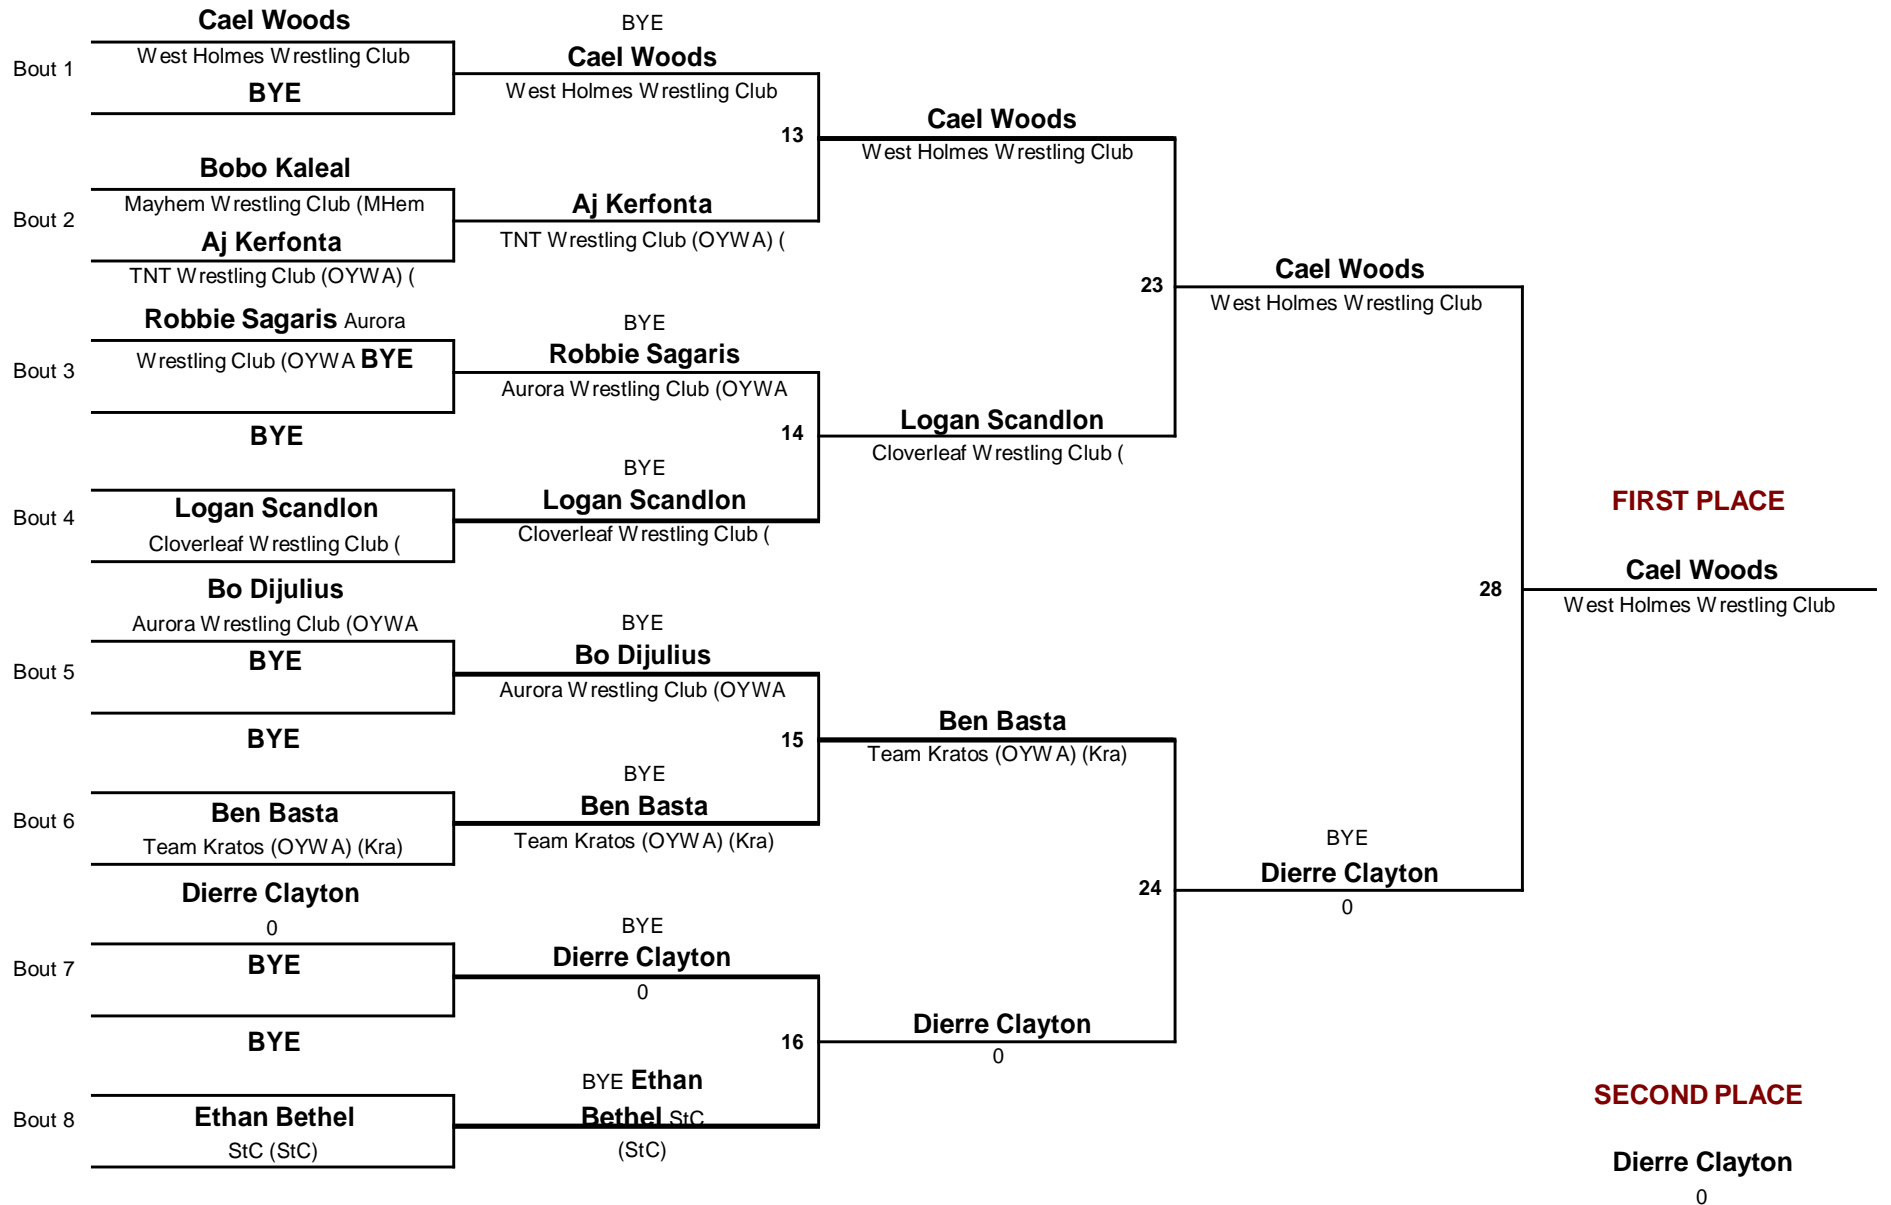 Cael Woods
Bout 1
West Holmes Wrestling Club
BYE
Bobo Kaleal
Bout 2
Mayhem Wrestling Club (MHem
Aj Kerfonta
TNT Wrestling Club (OYWA) (
Robbie Sagaris Aurora
Bout 3
Wrestling Club (OYWA BYE
BYE
Bout 4
Logan Scandlon
Cloverleaf Wrestling Club (
Bo Dijulius
Aurora Wrestling Club (OYWA
Bout 5
BYE
BYE
Bout 6
Ben Basta
Team Kratos (OYWA) (Kra)
Dierre Clayton
0
Bout 7
BYE
BYE
Bout 8
Ethan Bethel
StC (StC)
BYE
Cael Woods
West Holmes Wrestling Club
13
Aj Kerfonta
TNT Wrestling Club (OYWA) (
BYE
Robbie Sagaris
Aurora Wrestling Club (OYWA
14
BYE
Logan Scandlon
Cloverleaf Wrestling Club (
BYE
Bo Dijulius
Aurora Wrestling Club (OYWA
15
BYE
Ben Basta
Team Kratos (OYWA) (Kra)
BYE
Dierre Clayton
0
16
BYE Ethan
Bethel StC
(StC)
Cael Woods
West Holmes Wrestling Club
23
Logan Scandlon
Cloverleaf Wrestling Club (
Ben Basta
Team Kratos (OYWA) (Kra)
24
Dierre Clayton
0
Cael Woods
West Holmes Wrestling Club
28
BYE
Dierre Clayton
0
FIRST PLACE
Cael Woods
West Holmes Wrestling Club
SECOND PLACE
Dierre Clayton
0